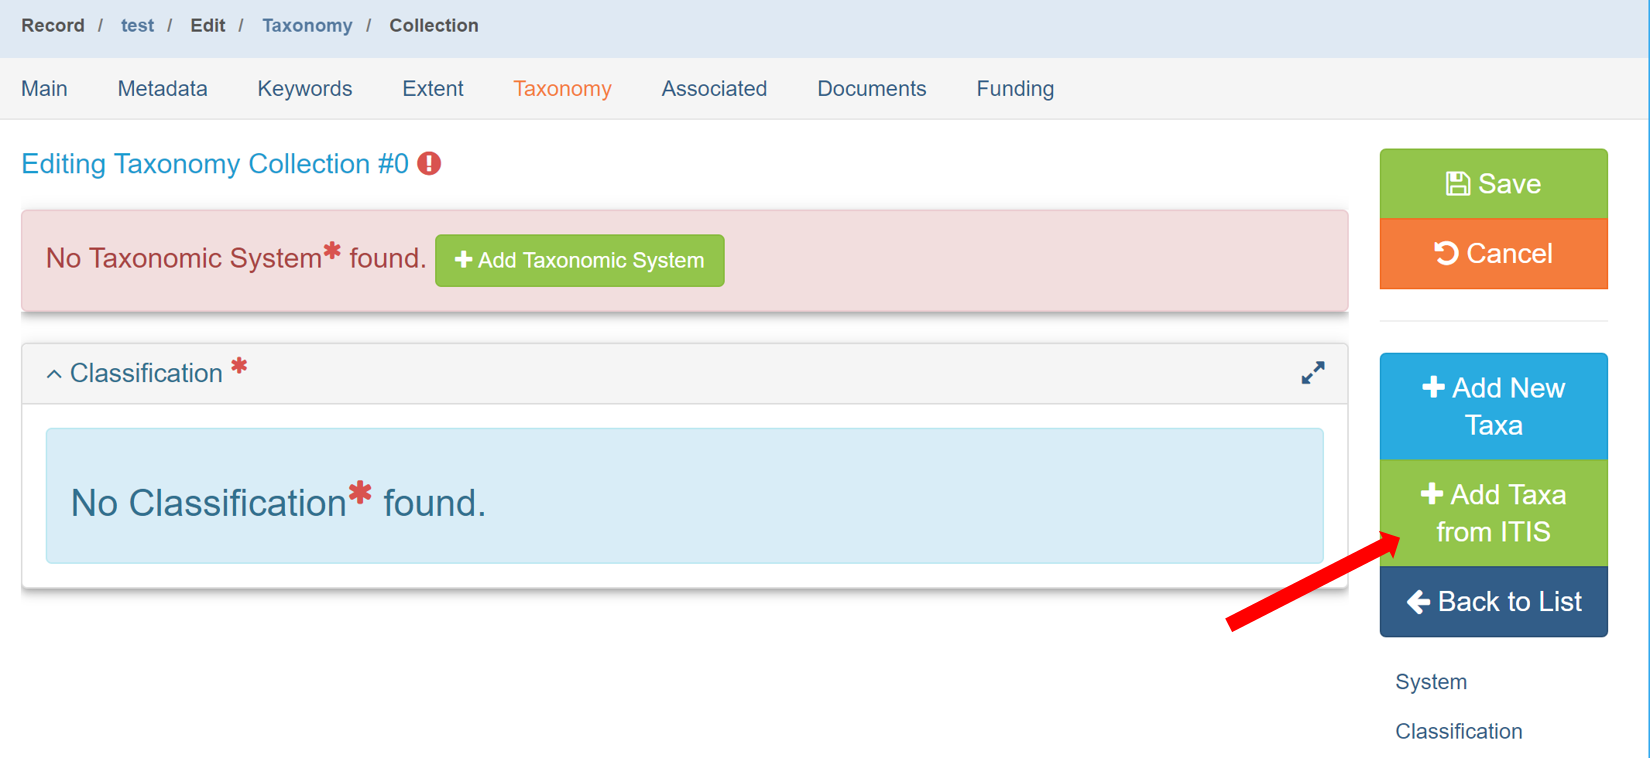 Record / test / Edit / Taxonomy / Collection
Main Metadata Keywords Extent Taxonomy Associated Documents Funding
Editing Taxonomy Collection #0
No Taxonomic System* found. Add Taxonomic System
Classification *
No Classification* found.
Save
Cancel
Add New
Taxa
Add Taxa
from ITIS
Back to List
System
Classification